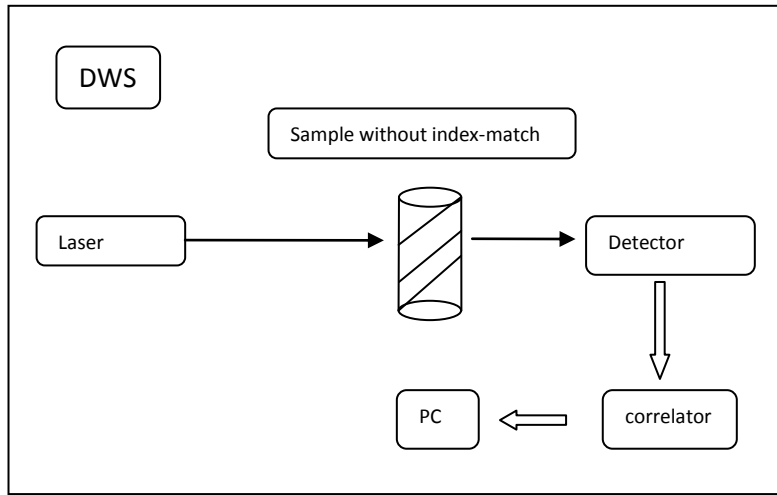 DWS
Sample without index-match
Laser
Detector
PC
correlator